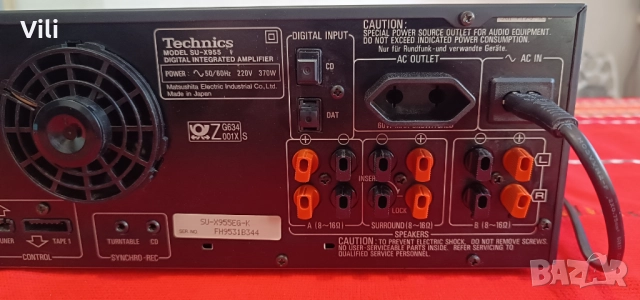 Vili
Technics
MODEL SU-X955
DIGITAL INTEGRATED AMPLIFIER
POWER: ~ 50/60Hz 220V 370W
Matsushita Electric Industrial Co., Ltd.
Made in Japan
DIGITAL INPUT
CD
DAT
CAUTION:
SPECIAL POWER SOURCE OUTLET FOR AUDIO EQUIPMENT.
DO NOT EXCEED INDICATED POWER CONSUMPTION.
Nur für Rundfunk-und verwandte Geräte.
AC OUTLET
~ AC IN
Z G634
001X S
INSERT
LOCK
L
R
A (8~16Ω)
SURROUND (8~16Ω)
B (8~16Ω)
SPEAKERS
TUNER
TAPE 1
CONTROL
TURNTABLE
CD
SYNCHRO-REC
SU-X955EG-K
SER.NO. FH9531B344
CAUTION: TO PREVENT ELECTRIC SHOCK, DO NOT REMOVE SCREWS.
NO USER-SERVICEABLE PARTS INSIDE. REFER SERVICING TO
QUALIFIED SERVICE PERSONNEL.
bazar.bg